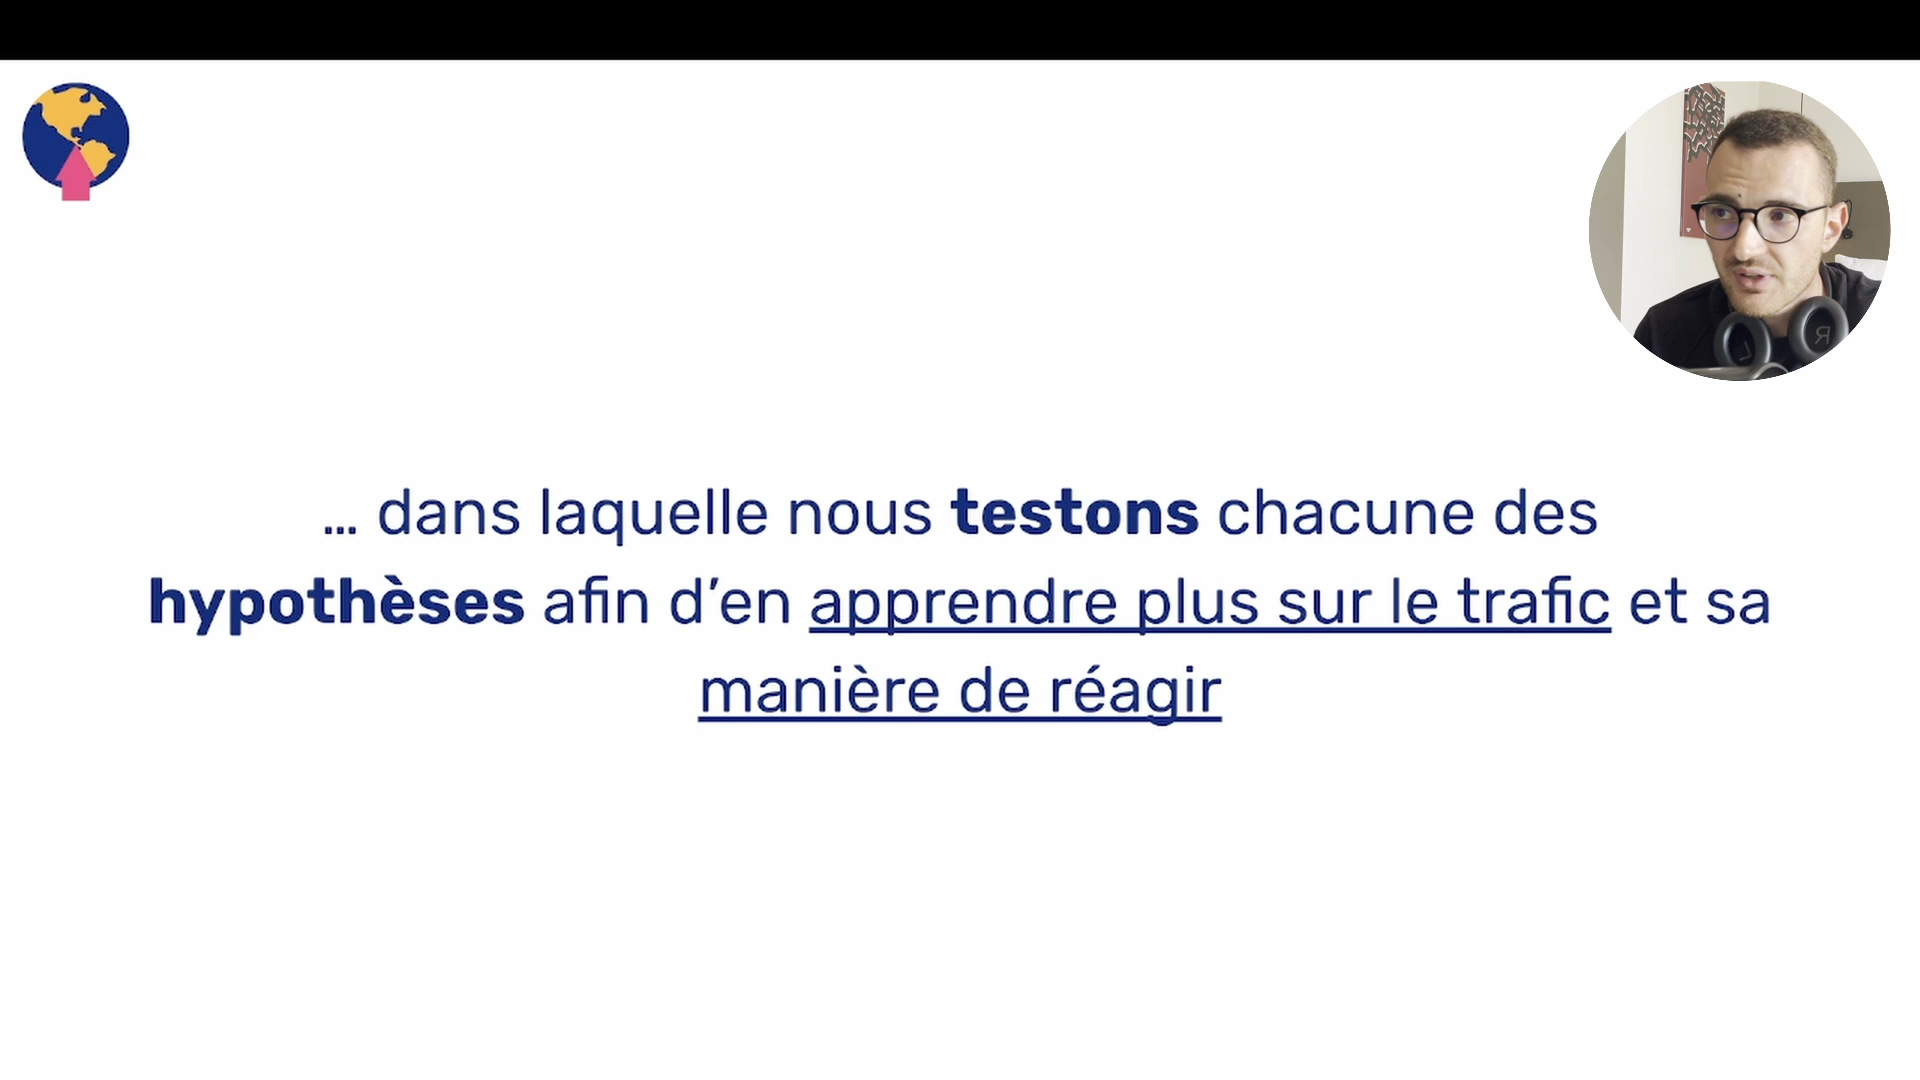 … dans laquelle nous testons chacune des
hypothèses afin d’en apprendre plus sur le trafic et sa
manière de réagir
L
R